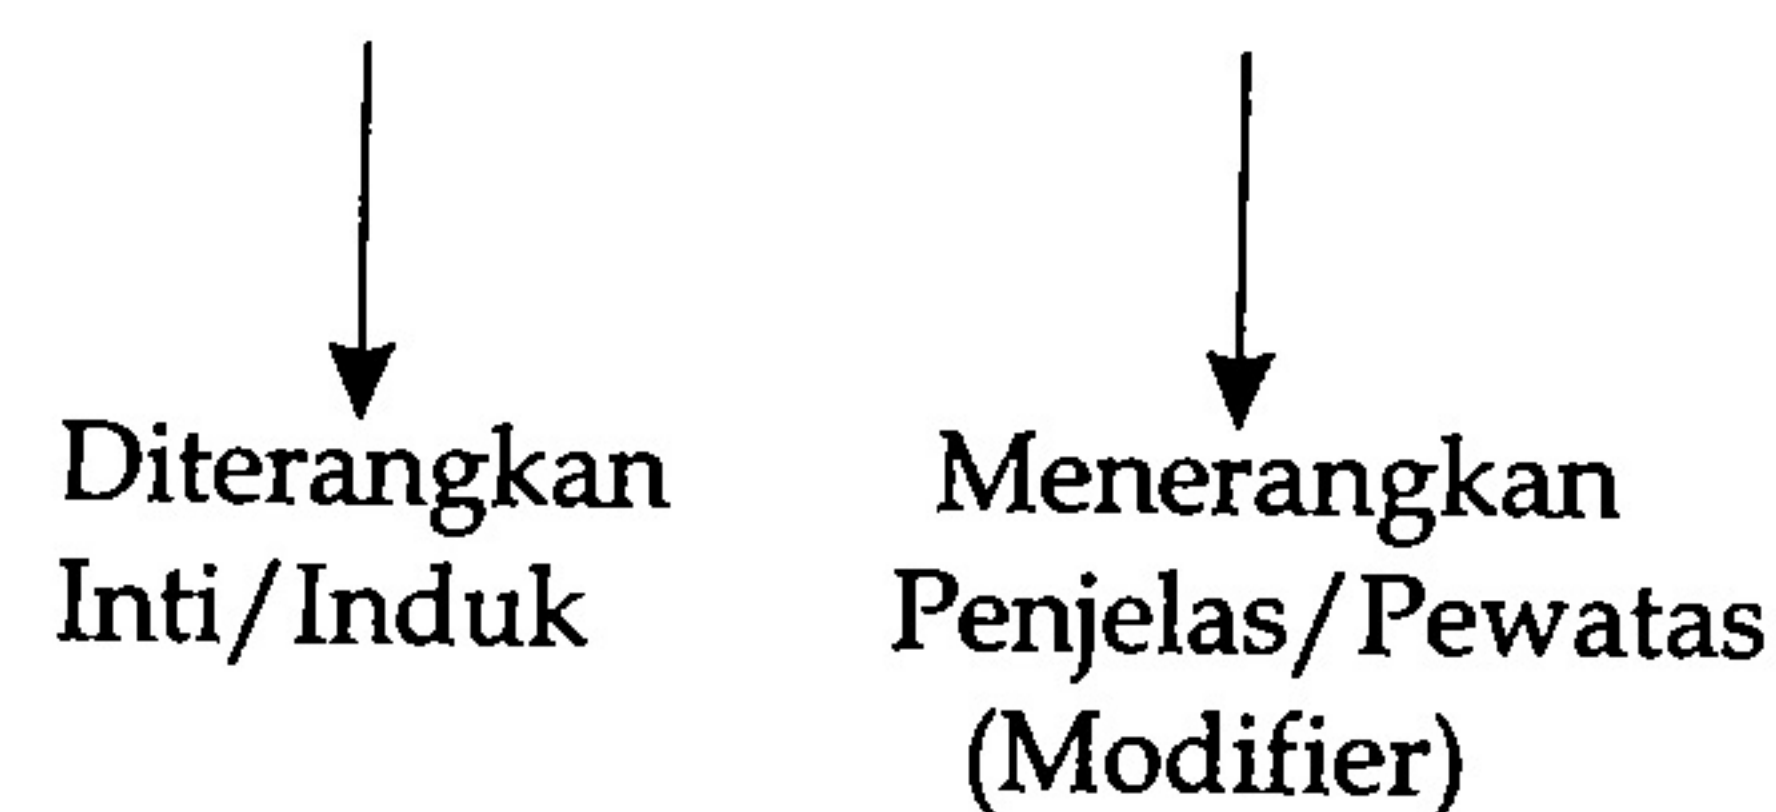 Diterangkan Menerangkan
Inti/Induk Penjelas/Pewatas
(Modifier)